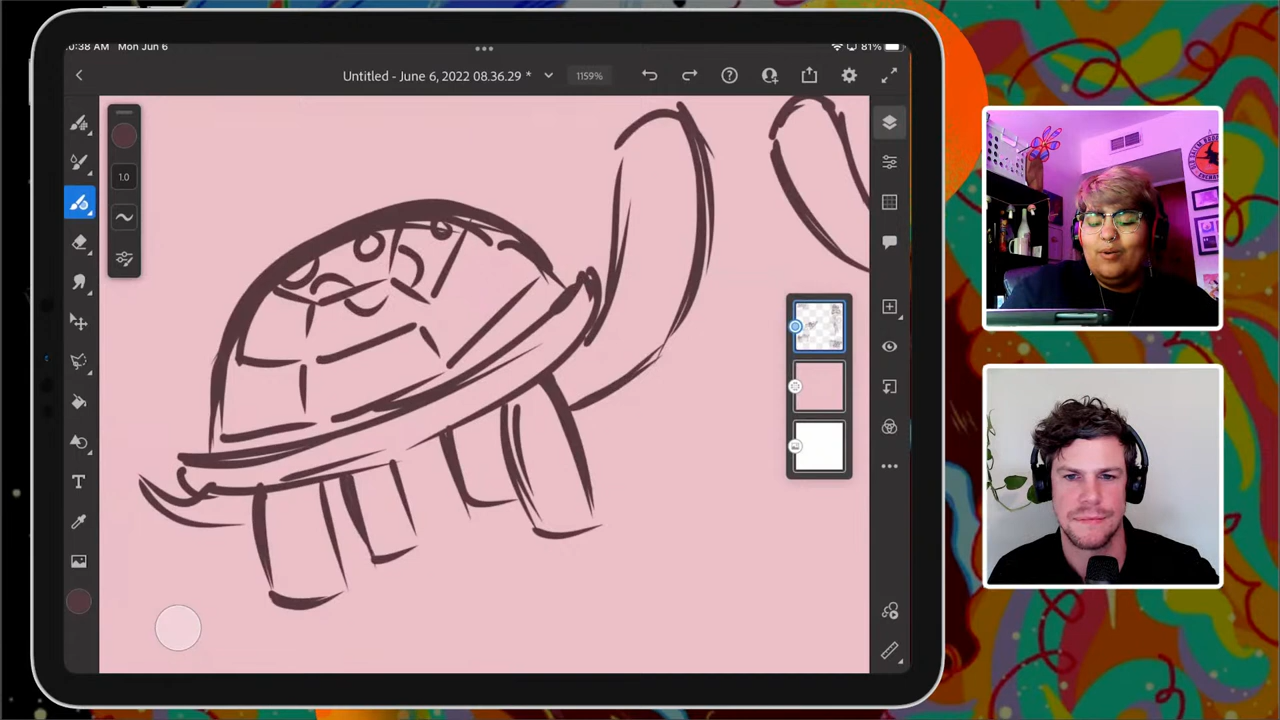 :38 AM Mon Jun 6
81%
Untitled - June 6, 2022 08.36.29 *
1159%
1.0
T